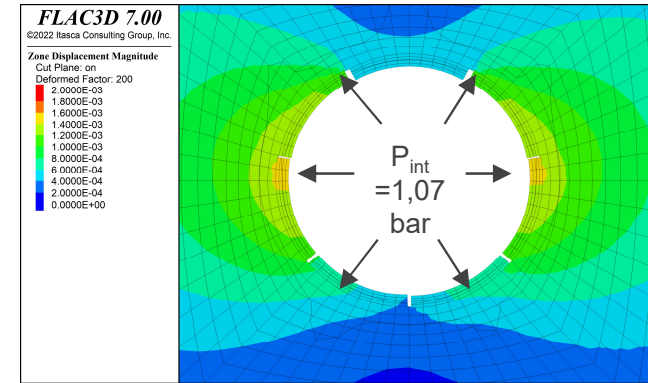 FLAC3D 7.00
©2022 Itasca Consulting Group, Inc.
Zone Displacement Magnitude
Cut Plane: on
Deformed Factor: 200
2.0000E-03
1.8000E-03
1.6000E-03
1.4000E-03
1.2000E-03
1.0000E-03
8.0000E-04
6.0000E-04
4.0000E-04
2.0000E-04
0.0000E+00
Pint
=1,07
bar